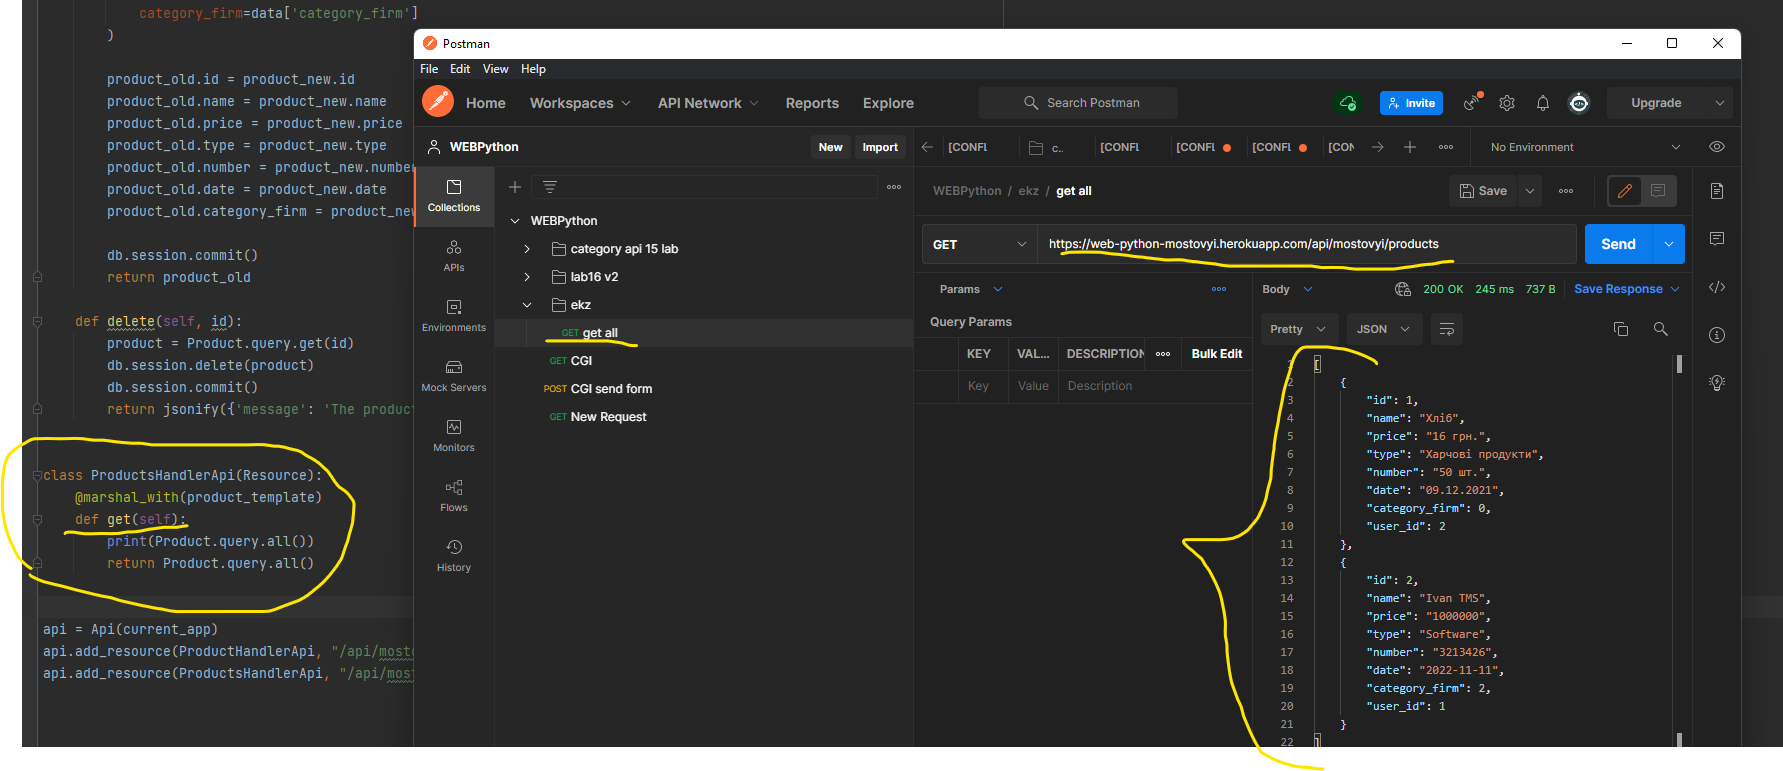 category_firm=data['category_firm']
)
product_old.id = product_new.id
product_old.name = product_new.name
product_old.price = product_new.price
product_old.type = product_new.type
product_old.number = product_new.number
product_old.date = product_new.date
product_old.category_firm = product_new
db.session.commit()
return product_old
def delete(self, id):
product = Product.query.get(id)
db.session.delete(product)
db.session.commit()
return jsonify({'message': 'The product
class ProductsHandlerApi(Resource):
@marshal_with(product_template)
def get(self):
print(Product.query.all())
return Product.query.all()
api = Api(current_app)
api.add_resource(ProductHandlerApi, "/api/mosto
api.add_resource(ProductsHandlerApi, "/api/most
Postman
File Edit View Help
Home Workspaces API Network Reports Explore Search Postman Invite Upgrade
WEBPython New Import
Collections
APIs
Environments
Mock Servers
Monitors
Flows
History
WEBPython
category api 15 lab
lab16 v2
ekz
GET get all
GET CGI
POST CGI send form
GET New Request
[CONFL c.. [CONFL [CONFL [CONFL [CON No Environment
WEBPython / ekz / get all Save
GET https://web-python-mostovyi.herokuapp.com/api/mostovyi/products Send
Params
Query Params
KEY VAL... DESCRIPTION Bulk Edit
Key Value Description
Body 200 OK 245 ms 737 B Save Response
Pretty JSON
1 [
2 {
3 "id": 1,
4 "name": "Хліб",
5 "price": "16 грн.",
6 "type": "Харчові продукти",
7 "number": "50 шт.",
8 "date": "09.12.2021",
9 "category_firm": 0,
10 "user_id": 2
11 },
12 {
13 "id": 2,
14 "name": "Ivan TMS",
15 "price": "1000000",
16 "type": "Software",
17 "number": "3213426",
18 "date": "2022-11-11",
19 "category_firm": 2,
20 "user_id": 1
21 }
22 ]